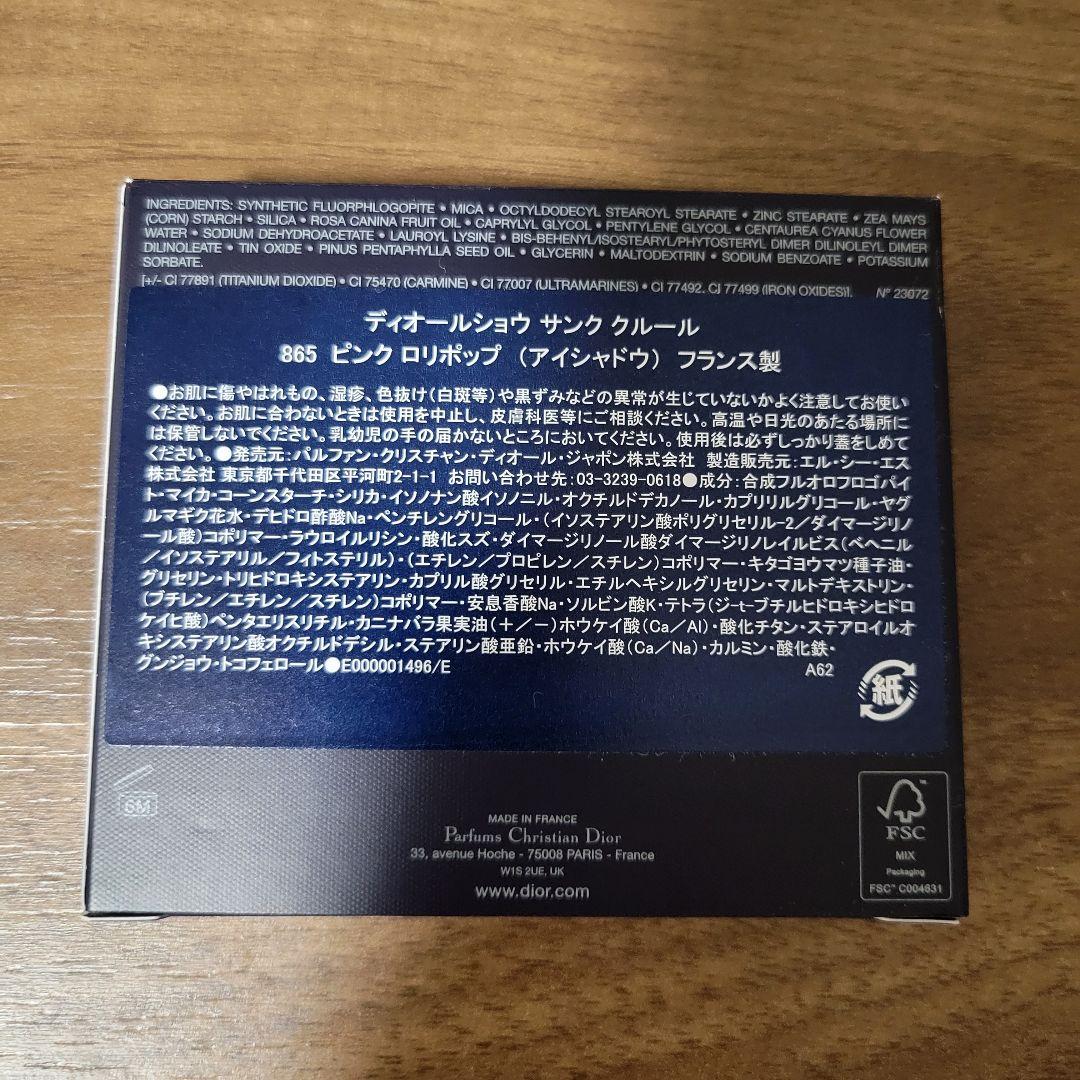 INGREDIENTS: SYNTHETIC FLUORPHLOGOPITE • MICA • OCTYLDODECYL STEAROYL STEARATE • ZINC STEARATE • ZEA MAYS
(CORN) STARCH • SILICA • ROSA CANINA FRUIT OIL • CAPRYLYL GLYCOL • PENTYLENE GLYCOL • CENTAUREA CYANUS FLOWER
WATER • SODIUM DEHYDROACETATE • LAUROYL LYSINE • BIS-BEHENYL/ISOSTEARYL/PHYTOSTERYL DIMER DILINOLEYL DIMER
DILINOLEATE • TIN OXIDE • PINUS PENTAPHYLLA SEED OIL • GLYCERIN • MALTODEXTRIN • SODIUM BENZOATE • POTASSIUM
SORBATE.
[+/- CI 77891 (TITANIUM DIOXIDE) • CI 75470 (CARMINE) • CI 77007 (ULTRAMARINES) • CI 77492, CI 77499 (IRON OXIDES)]. N° 23072
ディオールショウ サンク クルール
865 ピンク ロリポップ （アイシャドウ） フランス製
●お肌に傷やはれもの、湿疹、色抜け（白斑等）や黒ずみなどの異常が生じていないかよく注意してお使い
ください。お肌に合わないときは使用を中止し、皮膚科医等にご相談ください。高温や日光のあたる場所に
は保管しないでください。乳幼児の手の届かないところにおいてください。使用後は必ずしっかり蓋をしめて
ください。●発売元：パルファン・クリスチャン・ディオール・ジャポン株式会社 製造販売元：エル・シー・エス
株式会社 東京都千代田区平河町2-1-1 お問い合わせ先：03-3239-0618●成分：合成フルオロフロゴパイ
ト・マイカ・コーンスターチ・シリカ・イソノナン酸イソノニル・オクチルドデカノール・カプリリルグリコール・ヤグ
ルマギク花水・デヒドロ酢酸Na・ペンチレングリコール・（イソステアリン酸ポリグリセリル-2／ダイマージリノ
ール酸）コポリマー・ラウロイルリシン・酸化スズ・ダイマージリノール酸ダイマージリノレイルビス（ベヘニル
／イソステアリル／フィトステリル）・（エチレン／プロピレン／スチレン）コポリマー・キタゴヨウマツ種子油・
グリセリン・トリヒドロキシステアリン・カプリル酸グリセリル・エチルヘキシルグリセリン・マルトデキストリン・
（ブチレン／エチレン／スチレン）コポリマー・安息香酸Na・ソルビン酸K・テトラ（ジ-t-ブチルヒドロキシヒドロ
ケイヒ酸）ペンタエリスリチル・カニナバラ果実油（＋／－）ホウケイ酸（Ca／Al）・酸化チタン・ステアロイルオ
キシステアリン酸オクチルドデシル・ステアリン酸亜鉛・ホウケイ酸（Ca／Na）・カルミン・酸化鉄・
グンジョウ・トコフェロール●E000001496/E A62
紙
6M
MADE IN FRANCE
Parfums Christian Dior
33, avenue Hoche - 75008 PARIS - France
W1S 2UE, UK
www.dior.com
FSC
MIX
Packaging
FSC™ C004631